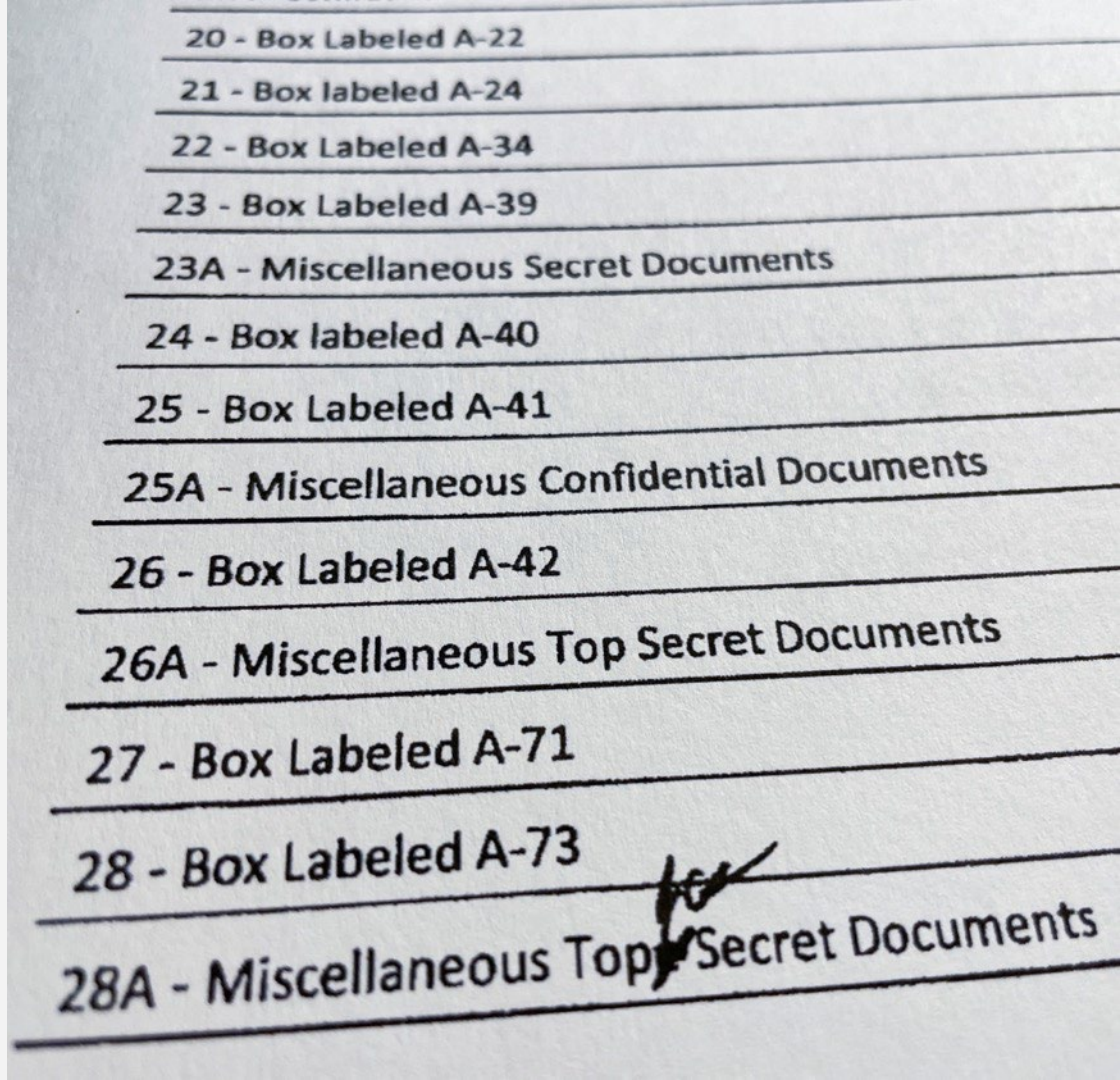 20 - Box Labeled A-22
21 - Box labeled A-24
22 - Box Labeled A-34
23 - Box Labeled A-39
23A - Miscellaneous Secret Documents
24 - Box labeled A-40
25 - Box Labeled A-41
25A - Miscellaneous Confidential Documents
26 - Box Labeled A-42
26A - Miscellaneous Top Secret Documents
27 - Box Labeled A-71
28 - Box Labeled A-73
28A - Miscellaneous Top Secret Documents